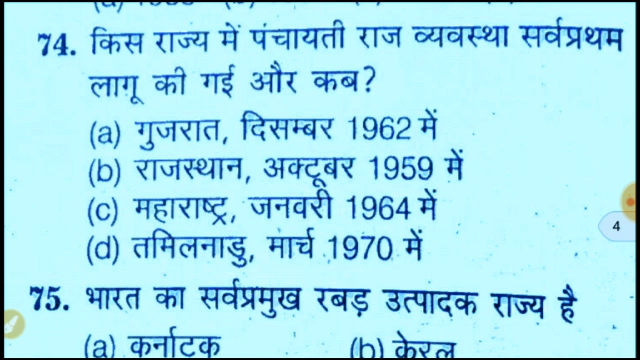 74. किस राज्य में पंचायती राज व्यवस्था सर्वप्रथम
लागू की गई और कब?
(a) गुजरात, दिसम्बर 1962 में
(b) राजस्थान, अक्टूबर 1959 में
(c) महाराष्ट्र, जनवरी 1964 में
(d) तमिलनाडु, मार्च 1970 में
4
75. भारत का सर्वप्रमुख रबड़ उत्पादक राज्य है
(a) कर्नाटक (b) केरल